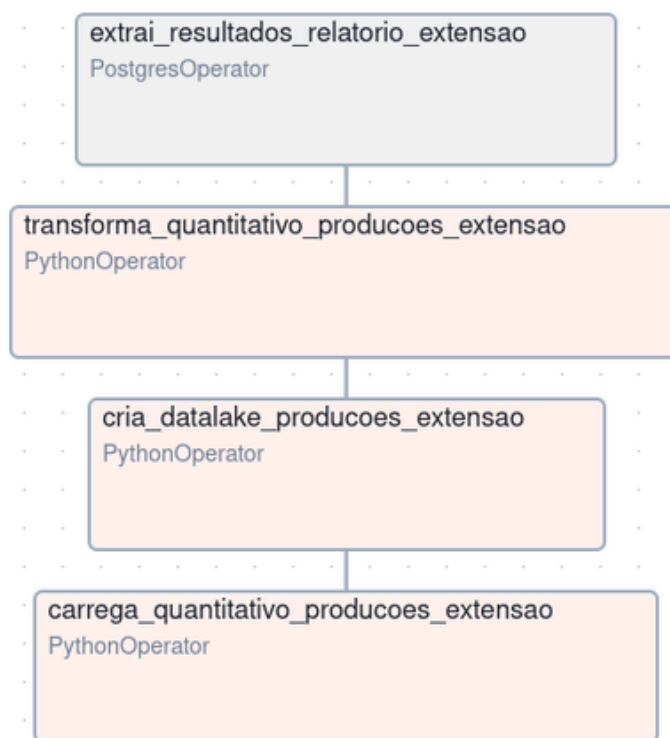 extrai_resultados_relatorio_extensao
PostgresOperator
transforma_quantitativo_producoes_extensao
PythonOperator
cria_datalake_producoes_extensao
PythonOperator
carrega_quantitativo_producoes_extensao
PythonOperator